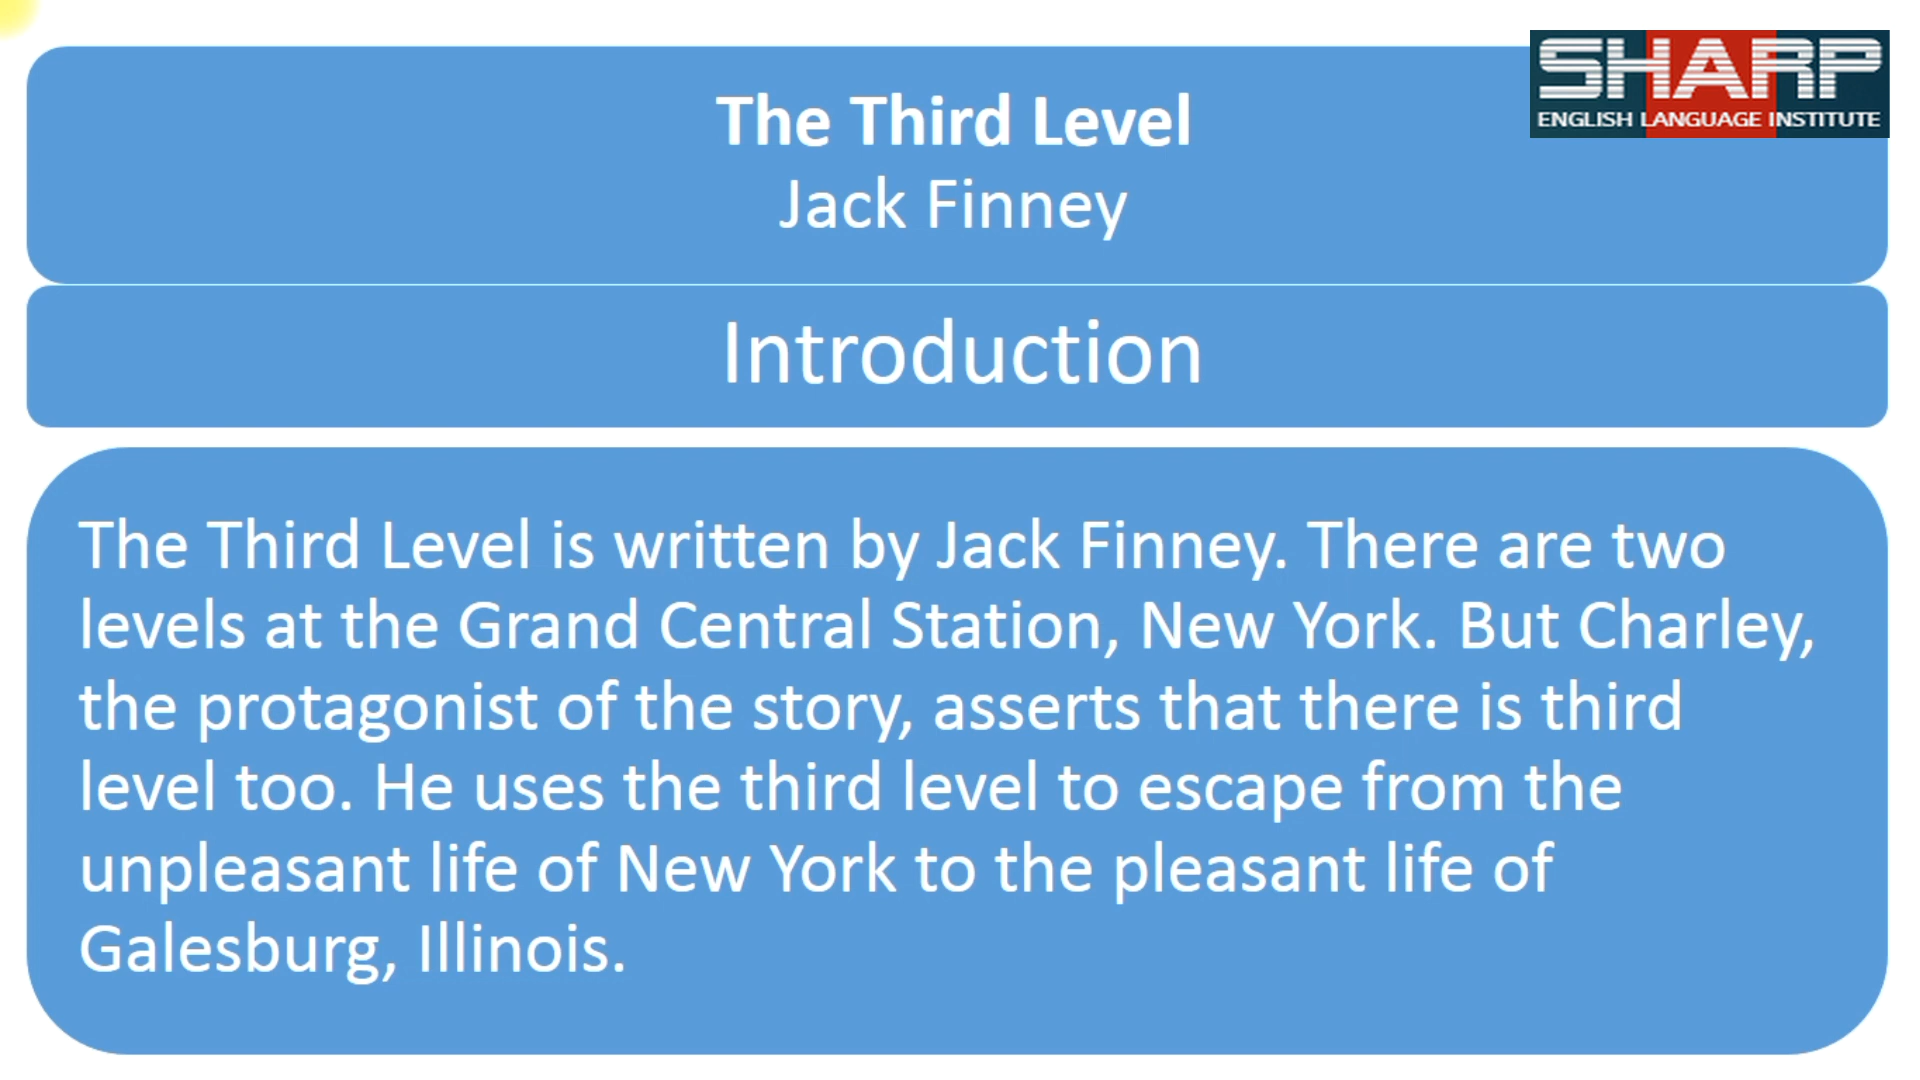 SHARP
ENGLISH LANGUAGE INSTITUTE
The Third Level
Jack Finney
Introduction
The Third Level is written by Jack Finney. There are two
levels at the Grand Central Station, New York. But Charley,
the protagonist of the story, asserts that there is third
level too. He uses the third level to escape from the
unpleasant life of New York to the pleasant life of
Galesburg, Illinois.